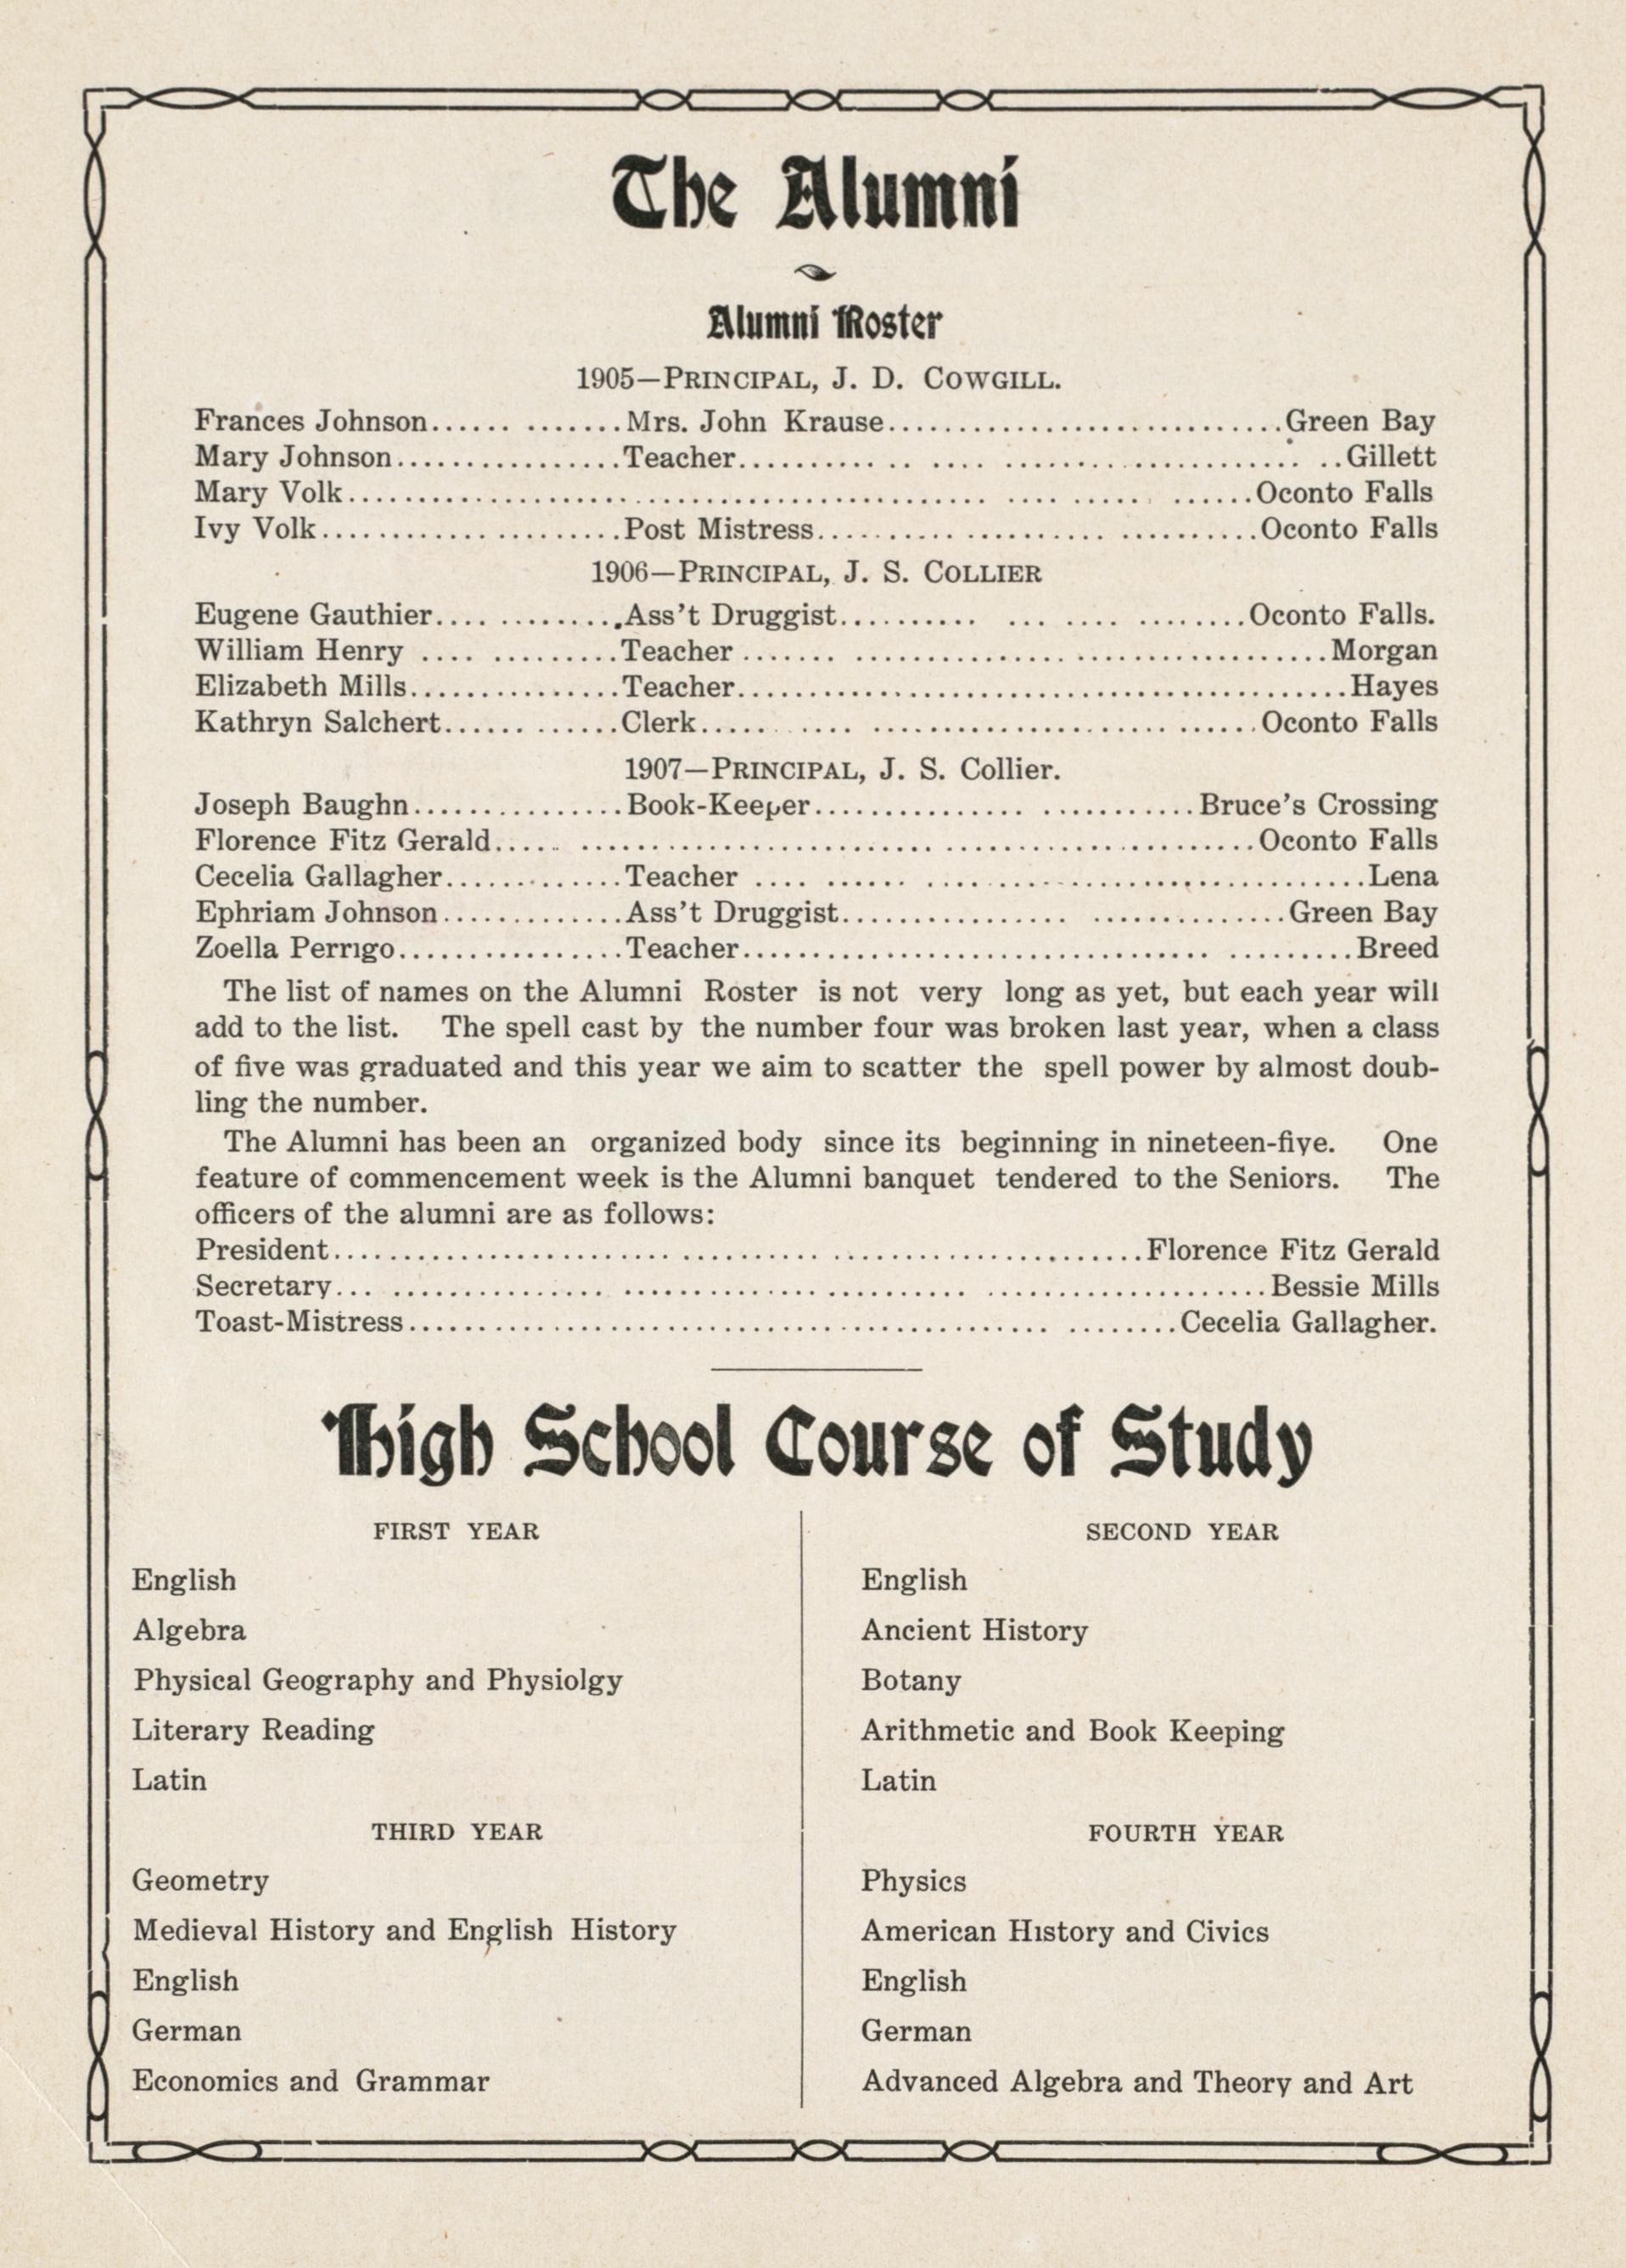 The Alumni
Alumni Roster
1905—PRINCIPAL, J. D. COWGILL.
Frances Johnson...... .......Mrs. John Krause............................Green Bay
Mary Johnson................Teacher.......... .. .... ..................... ..Gillett
Mary Volk............................................. .... ..... ......Oconto Falls
Ivy Volk.....................Post Mistress.......... .......... ..........Oconto Falls
1906—PRINCIPAL, J. S. COLLIER
Eugene Gauthier.... .........Ass't Druggist.......... ... .... ........Oconto Falls.
William Henry .... .........Teacher ....... ............... ..................Morgan
Elizabeth Mills...............Teacher...........................................Hayes
Kathryn Salchert...... ......Clerk..... .... ..................... ......Oconto Falls
1907—PRINCIPAL, J. S. Collier.
Joseph Baughn...............Book-Keeper............... ...........Bruce's Crossing
Florence Fitz Gerald..... ......................... ......................Oconto Falls
Cecelia Gallagher.............Teacher .... ...... ................................Lena
Ephriam Johnson.............Ass't Druggist................ ..............Green Bay
Zoella Perrigo................Teacher................................. .........Breed
The list of names on the Alumni Roster is not very long as yet, but each year will
add to the list. The spell cast by the number four was broken last year, when a class
of five was graduated and this year we aim to scatter the spell power by almost doub-
ling the number.
The Alumni has been an organized body since its beginning in nineteen-five. One
feature of commencement week is the Alumni banquet tendered to the Seniors. The
officers of the alumni are as follows:
President........................ .......... ......................Florence Fitz Gerald
Secretary... ............... .............. .......... ....................Bessie Mills
Toast-Mistress.............................................. ........Cecelia Gallagher.
High School Course of Study
FIRST YEAR
English
Algebra
Physical Geography and Physiolgy
Literary Reading
Latin
SECOND YEAR
English
Ancient History
Botany
Arithmetic and Book Keeping
Latin
THIRD YEAR
Geometry
Medieval History and English History
English
German
Economics and Grammar
FOURTH YEAR
Physics
American History and Civics
English
German
Advanced Algebra and Theory and Art